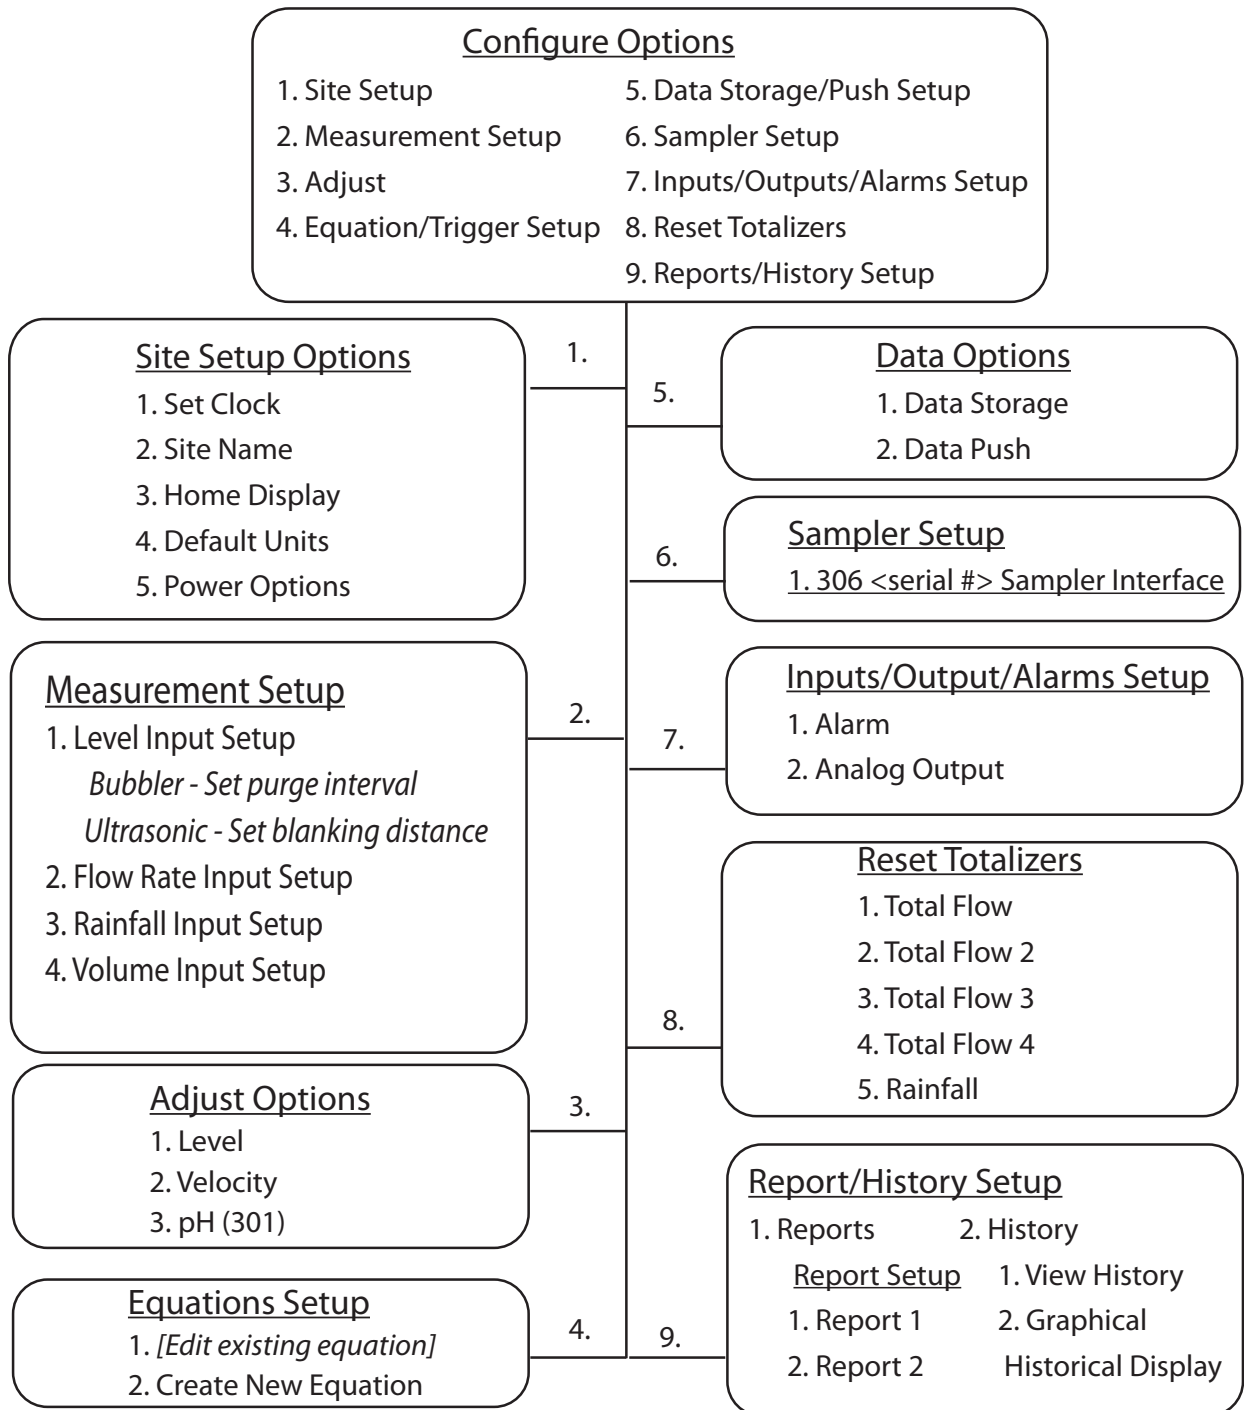 Configure Options
1. Site Setup
2. Measurement Setup
3. Adjust
4. Equation/Trigger Setup
5. Data Storage/Push Setup
6. Sampler Setup
7. Inputs/Outputs/Alarms Setup
8. Reset Totalizers
9. Reports/History Setup
1.
Site Setup Options
1. Set Clock
2. Site Name
3. Home Display
4. Default Units
5. Power Options
2.
Measurement Setup
1. Level Input Setup
Bubbler - Set purge interval
Ultrasonic - Set blanking distance
2. Flow Rate Input Setup
3. Rainfall Input Setup
4. Volume Input Setup
3.
Adjust Options
1. Level
2. Velocity
3. pH (301)
4.
Equations Setup
1. [Edit existing equation]
2. Create New Equation
5.
Data Options
1. Data Storage
2. Data Push
6.
Sampler Setup
1. 306 <serial #> Sampler Interface
7.
Inputs/Output/Alarms Setup
1. Alarm
2. Analog Output
8.
Reset Totalizers
1. Total Flow
2. Total Flow 2
3. Total Flow 3
4. Total Flow 4
5. Rainfall
9.
Report/History Setup
1. Reports
Report Setup
1. Report 1
2. Report 2
2. History
1. View History
2. Graphical
Historical Display